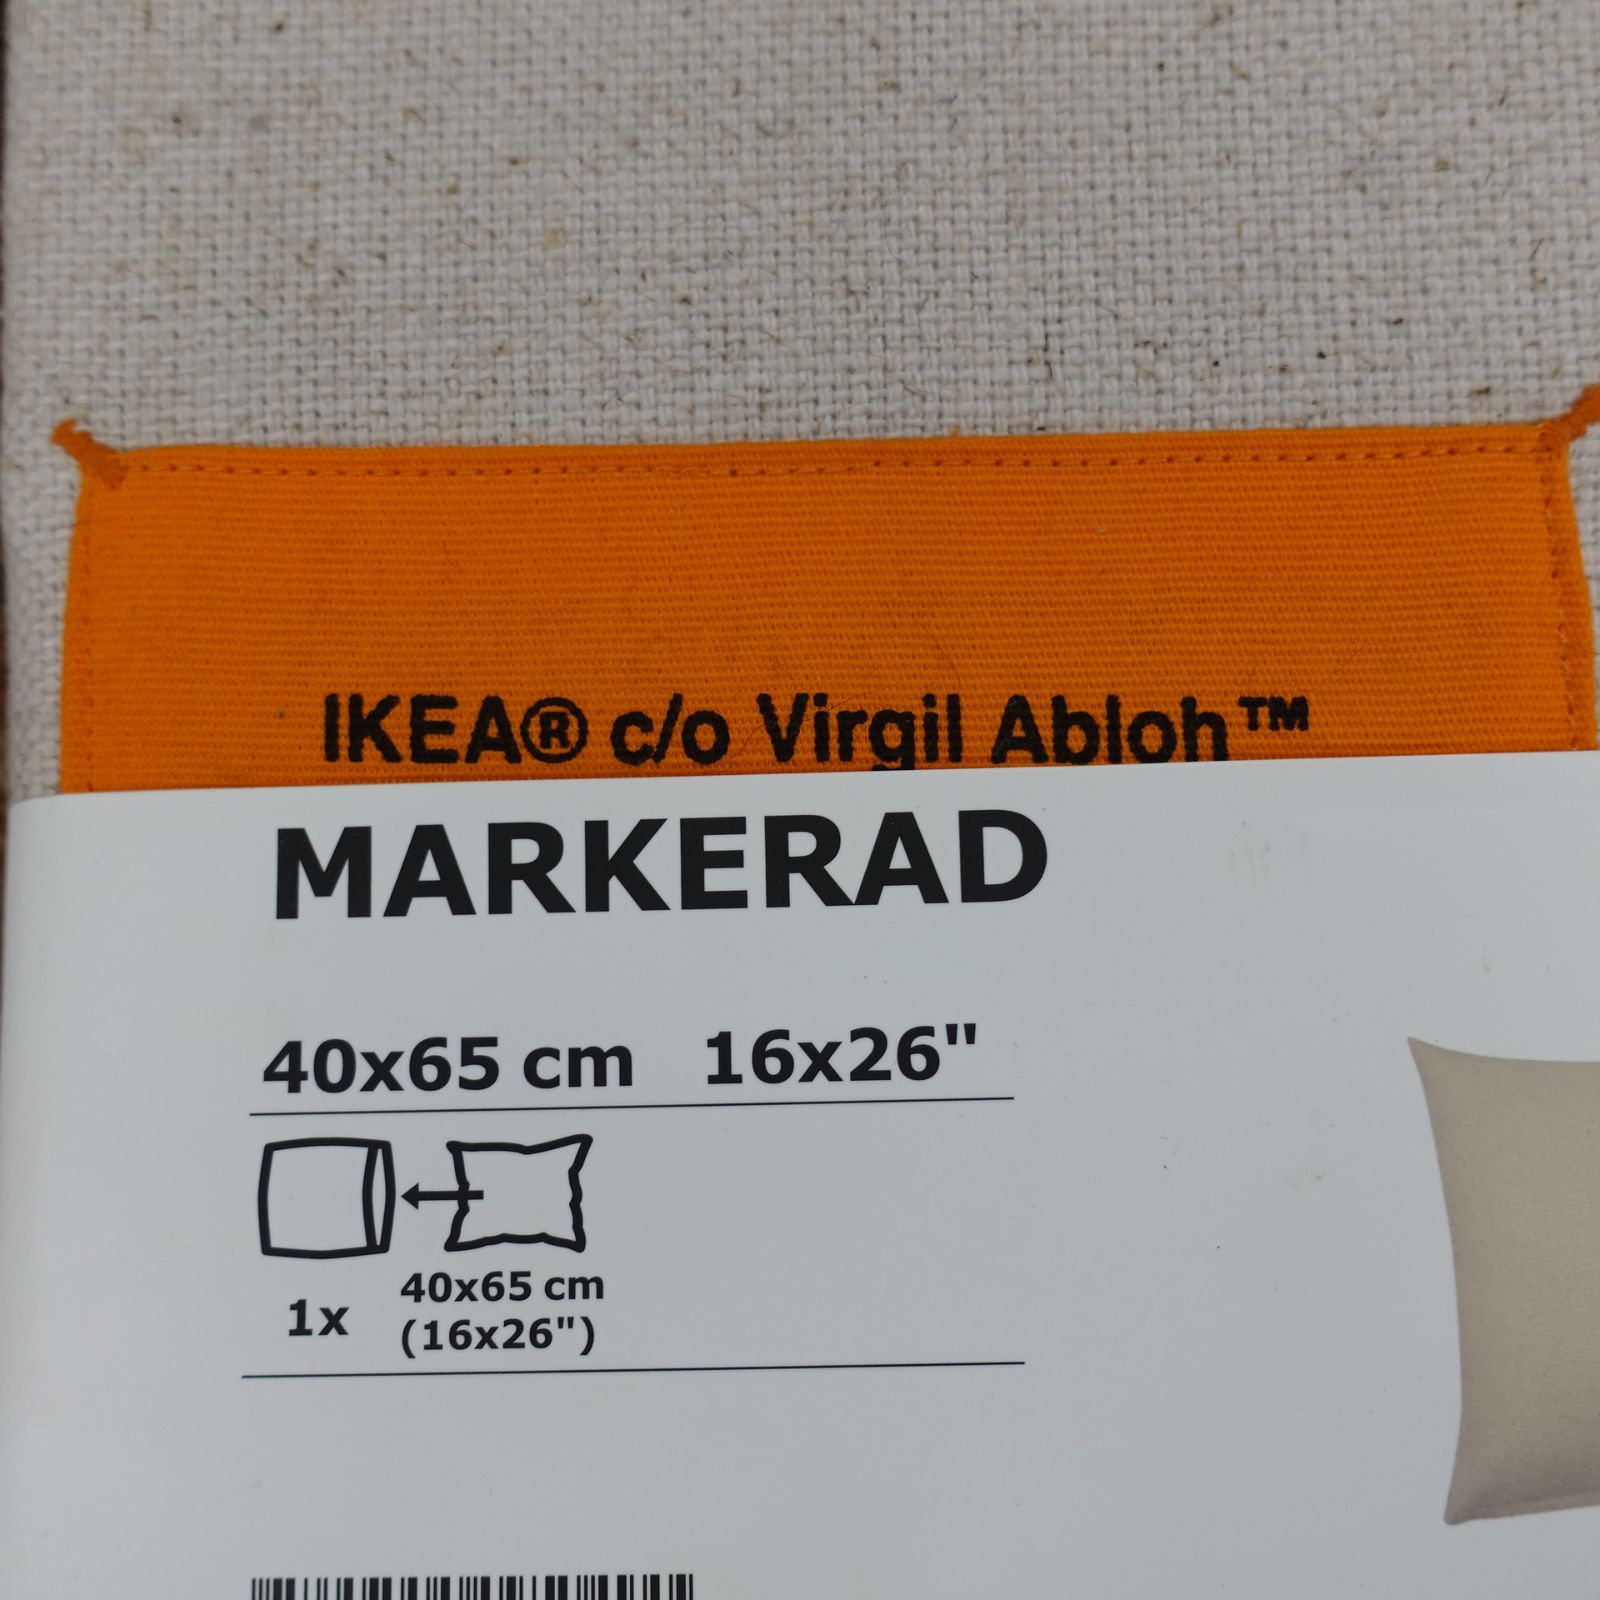 IKEA® c/o Virgil Abloh™
MARKERAD
40x65 cm 16x26"
1x
40x65 cm
(16x26")